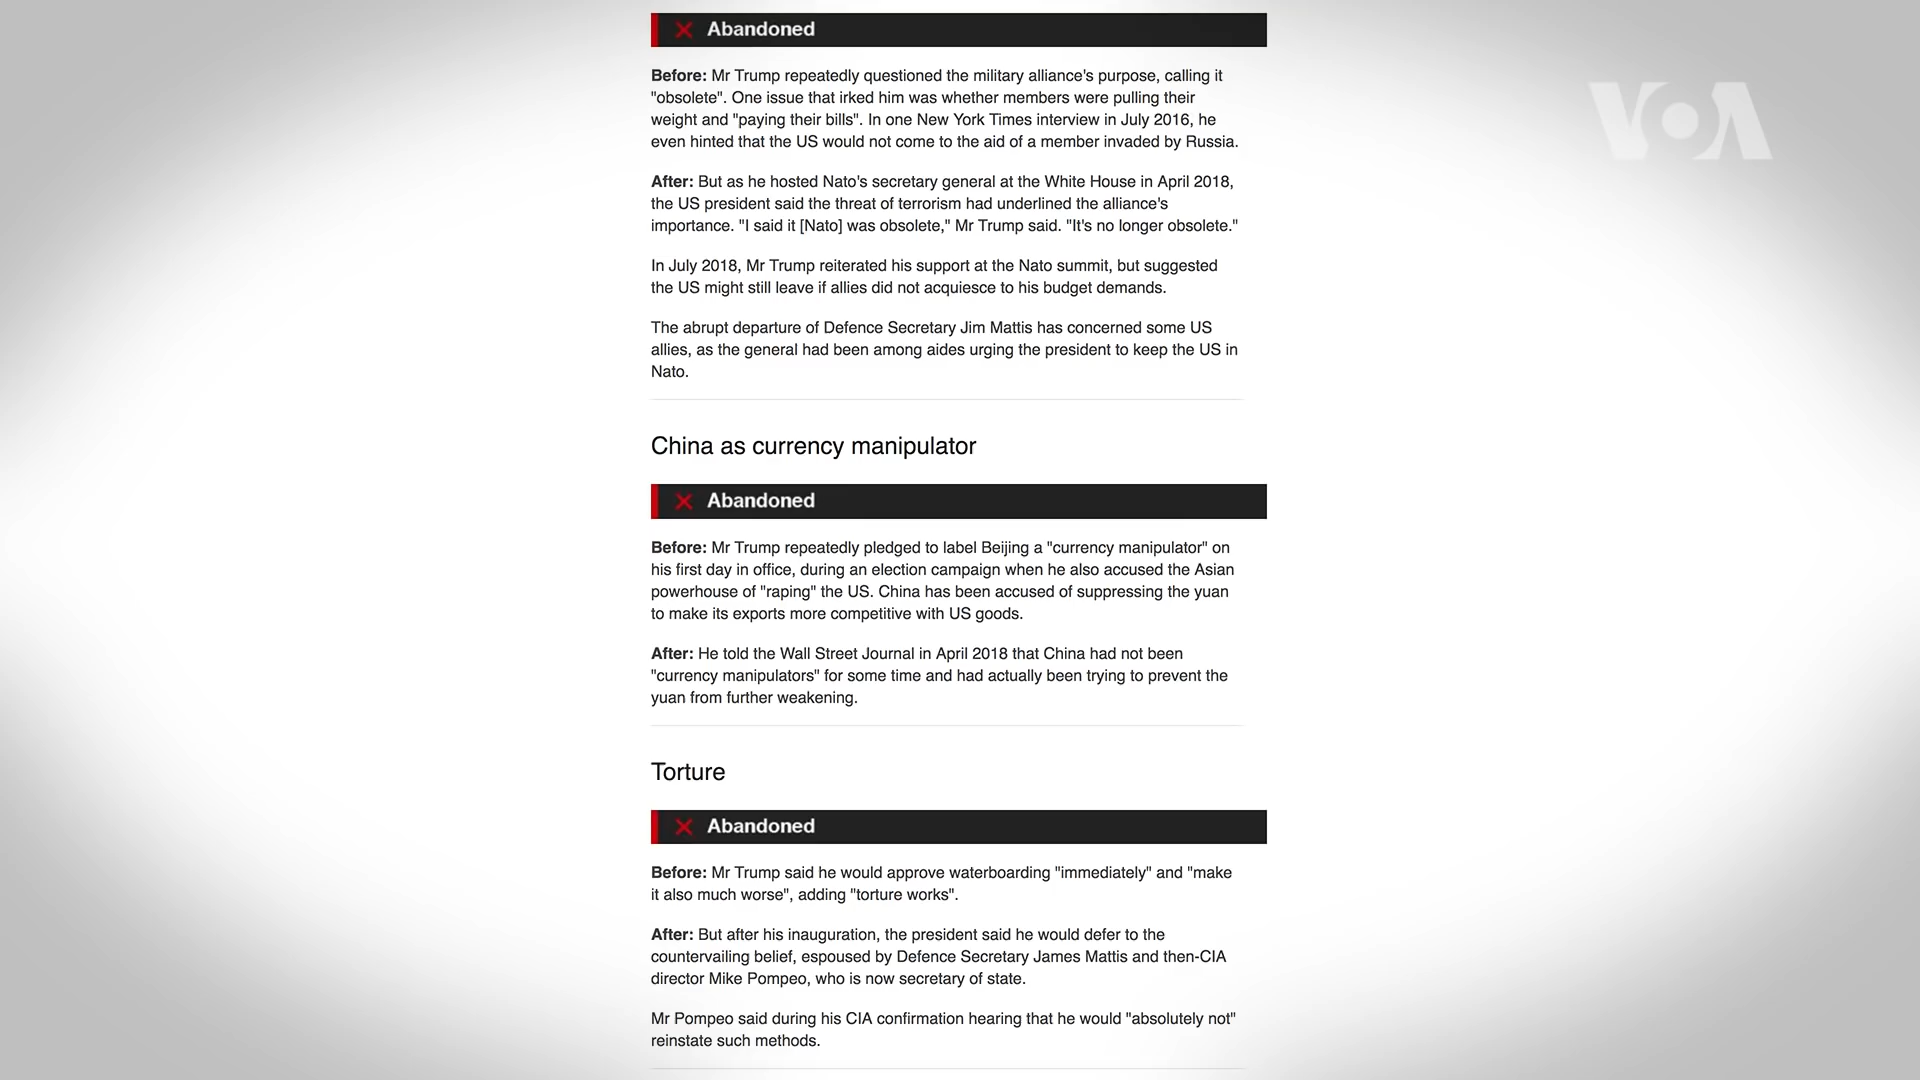 Abandoned
VOA
Before: Mr Trump repeatedly questioned the military alliance's purpose, calling it
"obsolete". One issue that irked him was whether members were pulling their
weight and "paying their bills". In one New York Times interview in July 2016, he
even hinted that the US would not come to the aid of a member invaded by Russia.
After: But as he hosted Nato's secretary general at the White House in April 2018,
the US president said the threat of terrorism had underlined the alliance's
importance. "I said it [Nato] was obsolete," Mr Trump said. "It's no longer obsolete."
In July 2018, Mr Trump reiterated his support at the Nato summit, but suggested
the US might still leave if allies did not acquiesce to his budget demands.
The abrupt departure of Defence Secretary Jim Mattis has concerned some US
allies, as the general had been among aides urging the president to keep the US in
Nato.
China as currency manipulator
Abandoned
Before: Mr Trump repeatedly pledged to label Beijing a "currency manipulator" on
his first day in office, during an election campaign when he also accused the Asian
powerhouse of "raping" the US. China has been accused of suppressing the yuan
to make its exports more competitive with US goods.
After: He told the Wall Street Journal in April 2018 that China had not been
"currency manipulators" for some time and had actually been trying to prevent the
yuan from further weakening.
Torture
Abandoned
Before: Mr Trump said he would approve waterboarding "immediately" and "make
it also much worse", adding "torture works".
After: But after his inauguration, the president said he would defer to the
countervailing belief, espoused by Defence Secretary James Mattis and then-CIA
director Mike Pompeo, who is now secretary of state.
Mr Pompeo said during his CIA confirmation hearing that he would "absolutely not"
reinstate such methods.